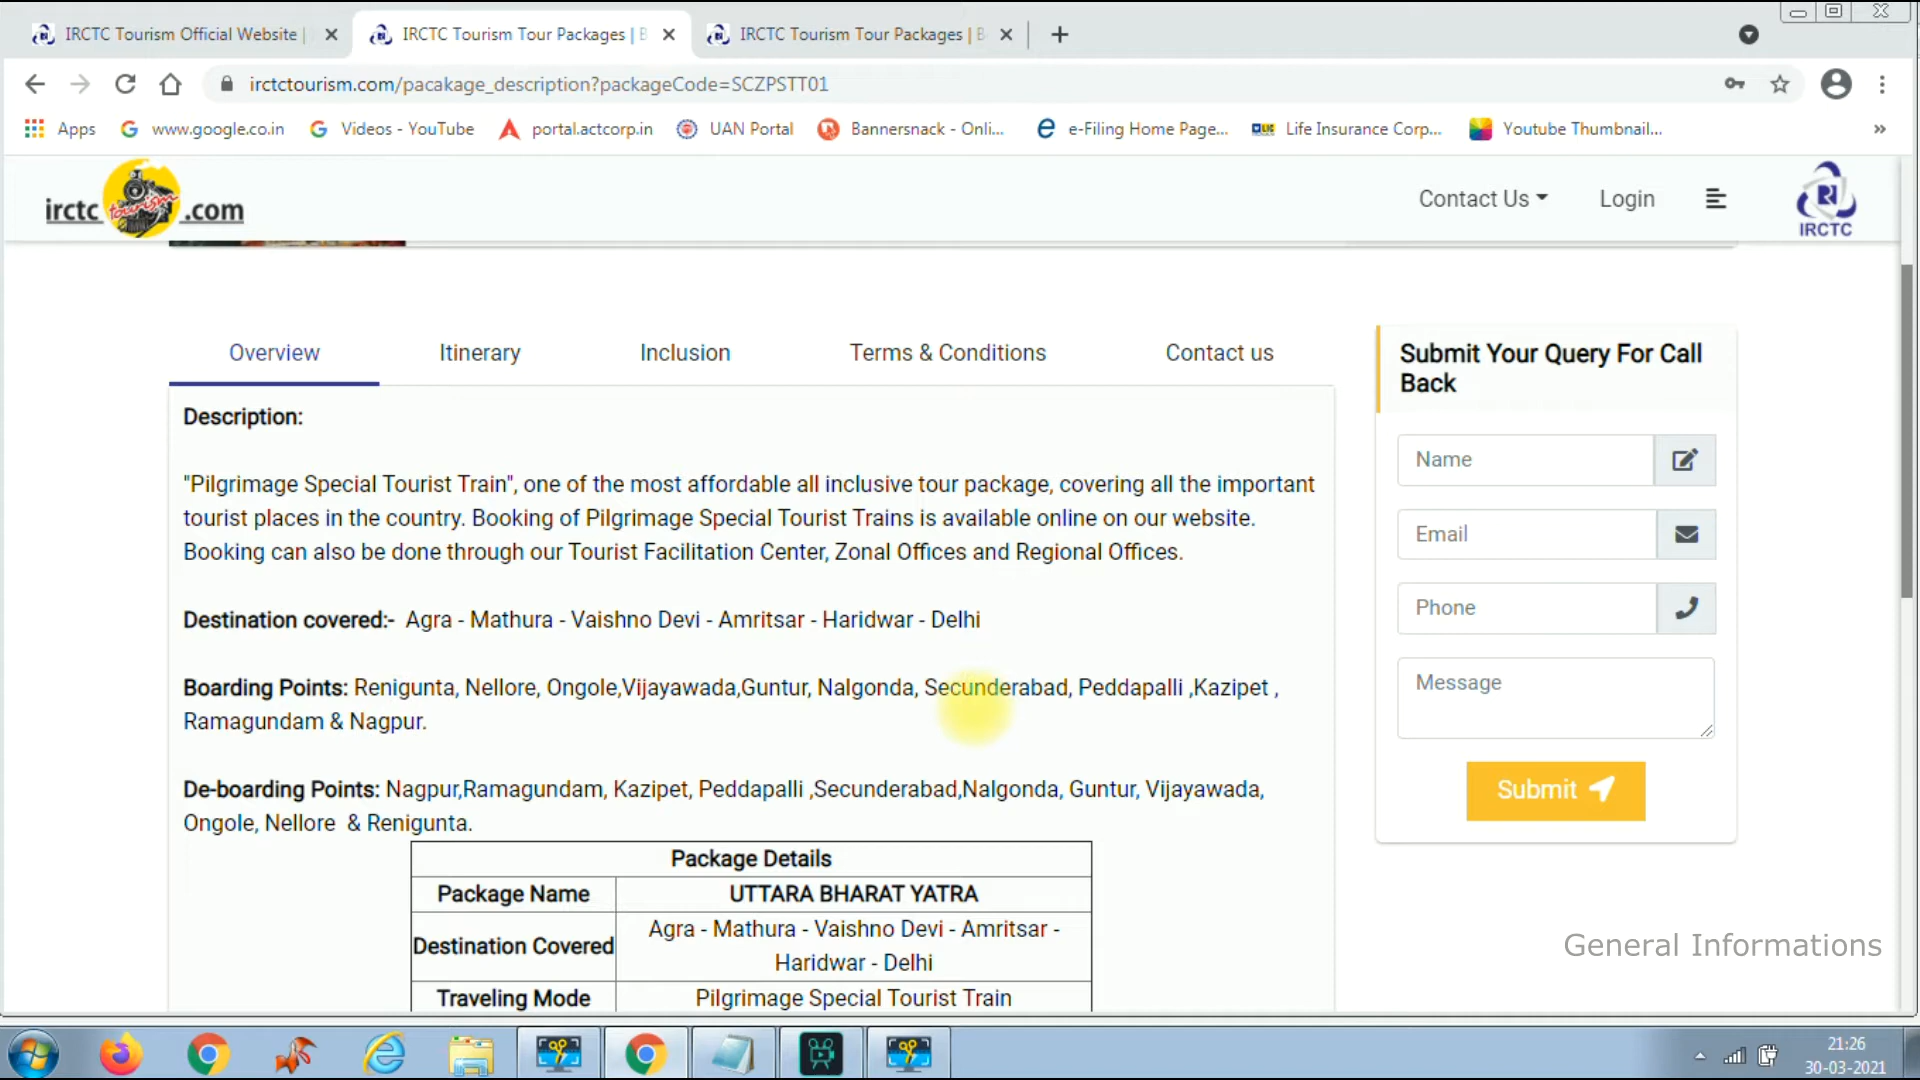 IRCTC Tourism Official Website |
IRCTC Tourism Tour Packages | B
IRCTC Tourism Tour Packages | B
irctctourism.com/pacakage_description?packageCode=SCZPSTT01
Apps
www.google.co.in
Videos - YouTube
portal.actcorp.in
UAN Portal
Bannersnack - Onli...
e-Filing Home Page...
Life Insurance Corp...
Youtube Thumbnail...
irctc tourism .com
Contact Us
Login
IRCTC
Overview
Itinerary
Inclusion
Terms & Conditions
Contact us
Description:
"Pilgrimage Special Tourist Train", one of the most affordable all inclusive tour package, covering all the important
tourist places in the country. Booking of Pilgrimage Special Tourist Trains is available online on our website.
Booking can also be done through our Tourist Facilitation Center, Zonal Offices and Regional Offices.
Destination covered:- Agra - Mathura - Vaishno Devi - Amritsar - Haridwar - Delhi
Boarding Points: Renigunta, Nellore, Ongole,Vijayawada,Guntur, Nalgonda, Secunderabad, Peddapalli ,Kazipet ,
Ramagundam & Nagpur.
De-boarding Points: Nagpur,Ramagundam, Kazipet, Peddapalli ,Secunderabad,Nalgonda, Guntur, Vijayawada,
Ongole, Nellore & Renigunta.
Package Details
Package Name UTTARA BHARAT YATRA
Destination Covered Agra - Mathura - Vaishno Devi - Amritsar -
Haridwar - Delhi
Traveling Mode Pilgrimage Special Tourist Train
Submit Your Query For Call
Back
Name
Email
Phone
Message
Submit
General Informations
21:26
30-03-2021